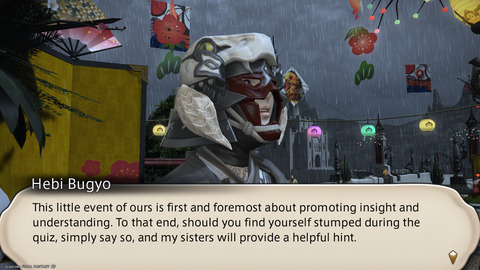 Hebi Bugyo
This little event of ours is first and foremost about promoting insight and
understanding. To that end, should you find yourself stumped during the
quiz, simply say so, and my sisters will provide a helpful hint.